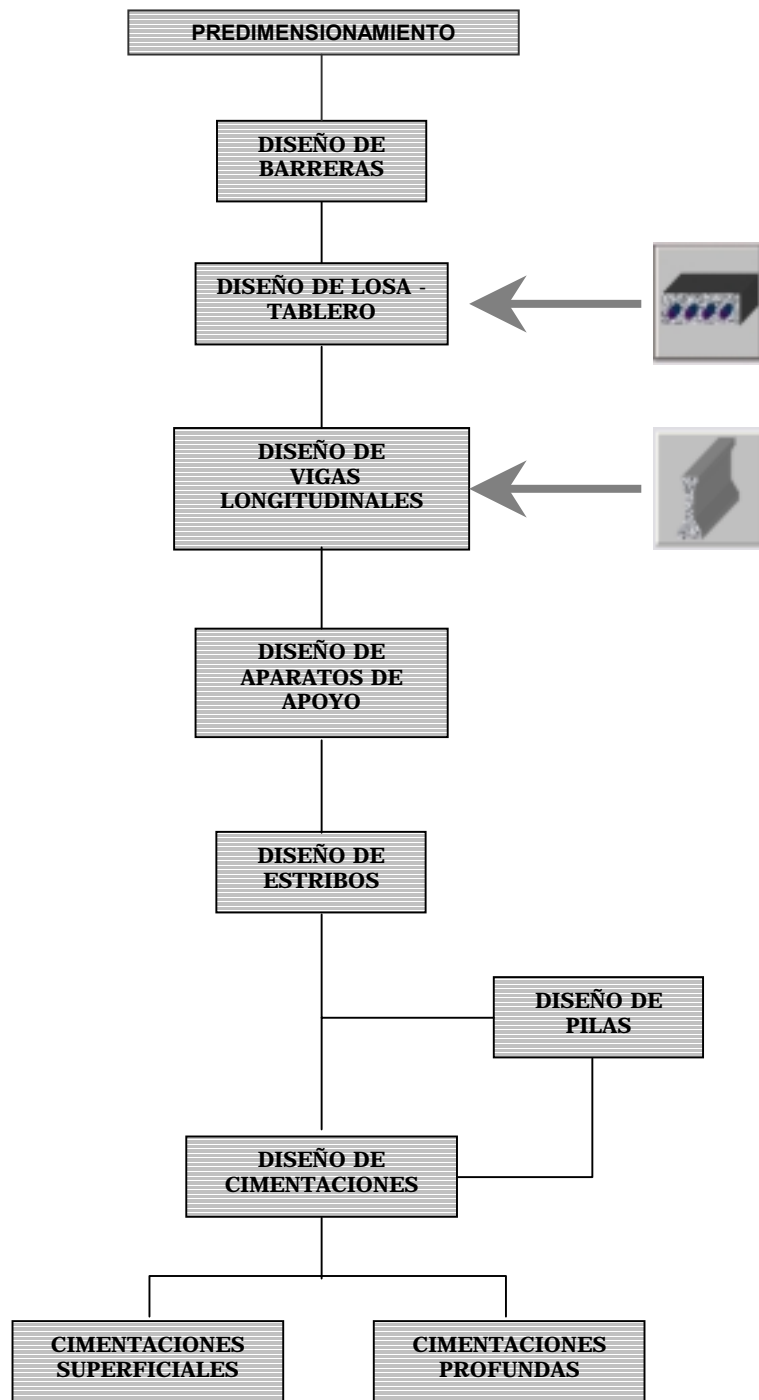 PREDIMENSIONAMIENTO
DISEÑO DE
BARRERAS
DISEÑO DE LOSA -
TABLERO
DISEÑO DE
VIGAS
LONGITUDINALES
DISEÑO DE
APARATOS DE
APOYO
DISEÑO DE
ESTRIBOS
DISEÑO DE
PILAS
DISEÑO DE
CIMENTACIONES
CIMENTACIONES
SUPERFICIALES
CIMENTACIONES
PROFUNDAS